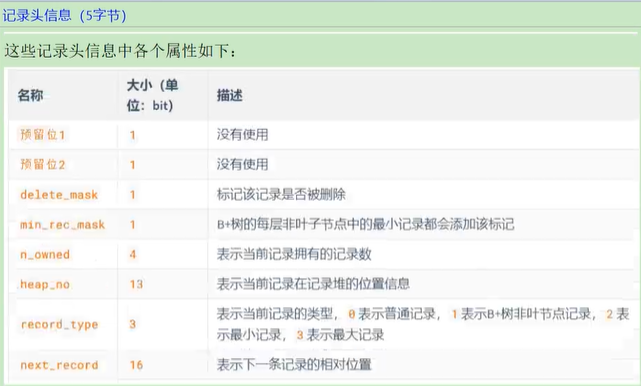 记录头信息（5字节）
这些记录头信息中各个属性如下：
名称 大小（单位：bit） 描述
预留位1 1 没有使用
预留位2 1 没有使用
delete_mask 1 标记该记录是否被删除
min_rec_mask 1 B+树的每层非叶子节点中的最小记录都会添加该标记
n_owned 4 表示当前记录拥有的记录数
heap_no 13 表示当前记录在记录堆的位置信息
record_type 3 表示当前记录的类型，0 表示普通记录，1 表示B+树非叶节点记录，2 表示最小记录，3 表示最大记录
next_record 16 表示下一条记录的相对位置